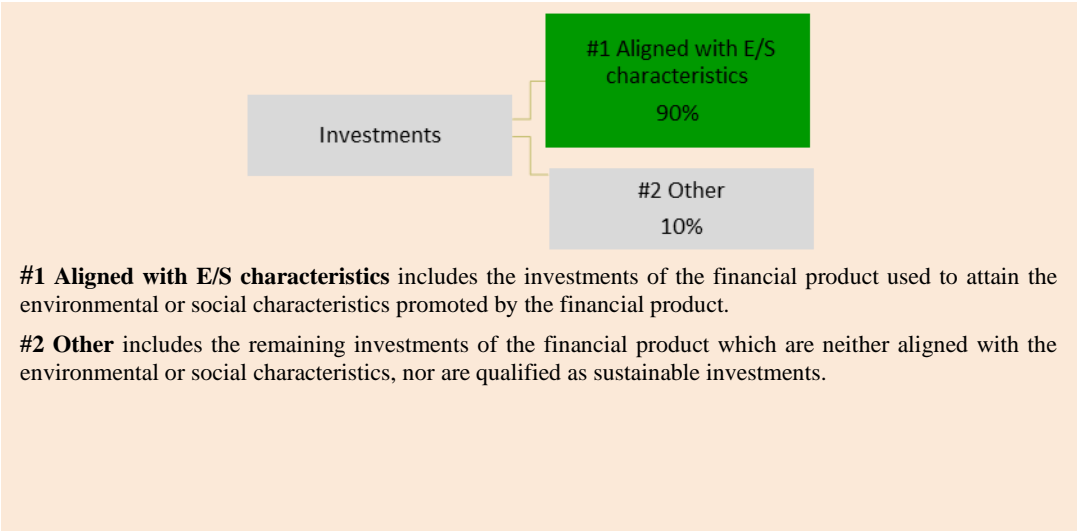 #1 Aligned with E/S
characteristics
90%
Investments
#2 Other
10%
#1 Aligned with E/S characteristics includes the investments of the financial product used to attain the
environmental or social characteristics promoted by the financial product.
#2 Other includes the remaining investments of the financial product which are neither aligned with the
environmental or social characteristics, nor are qualified as sustainable investments.